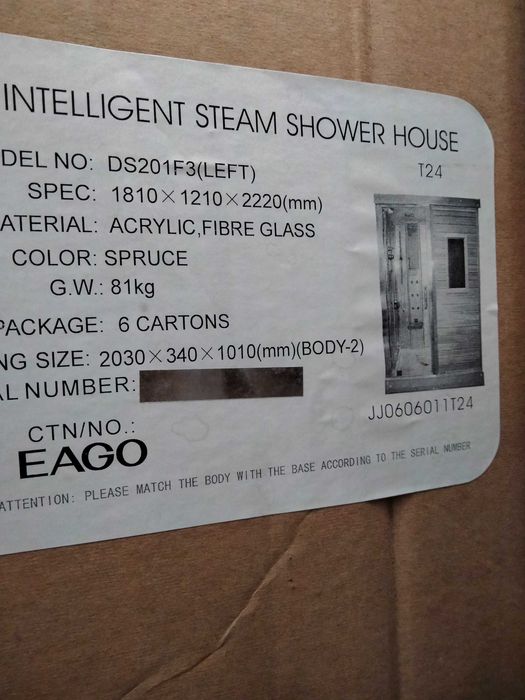 INTELLIGENT STEAM SHOWER HOUSE
DEL NO: DS201F3(LEFT)
T24
SPEC: 1810×1210×2220(mm)
ATERIAL: ACRYLIC,FIBRE GLASS
COLOR: SPRUCE
G.W.: 81kg
PACKAGE: 6 CARTONS
NG SIZE: 2030×340×1010(mm)(BODY-2)
AL NUMBER:
JJ0606011T24
CTN/NO.:
EAGO
ATTENTION: PLEASE MATCH THE BODY WITH THE BASE ACCORDING TO THE SERIAL NUMBER